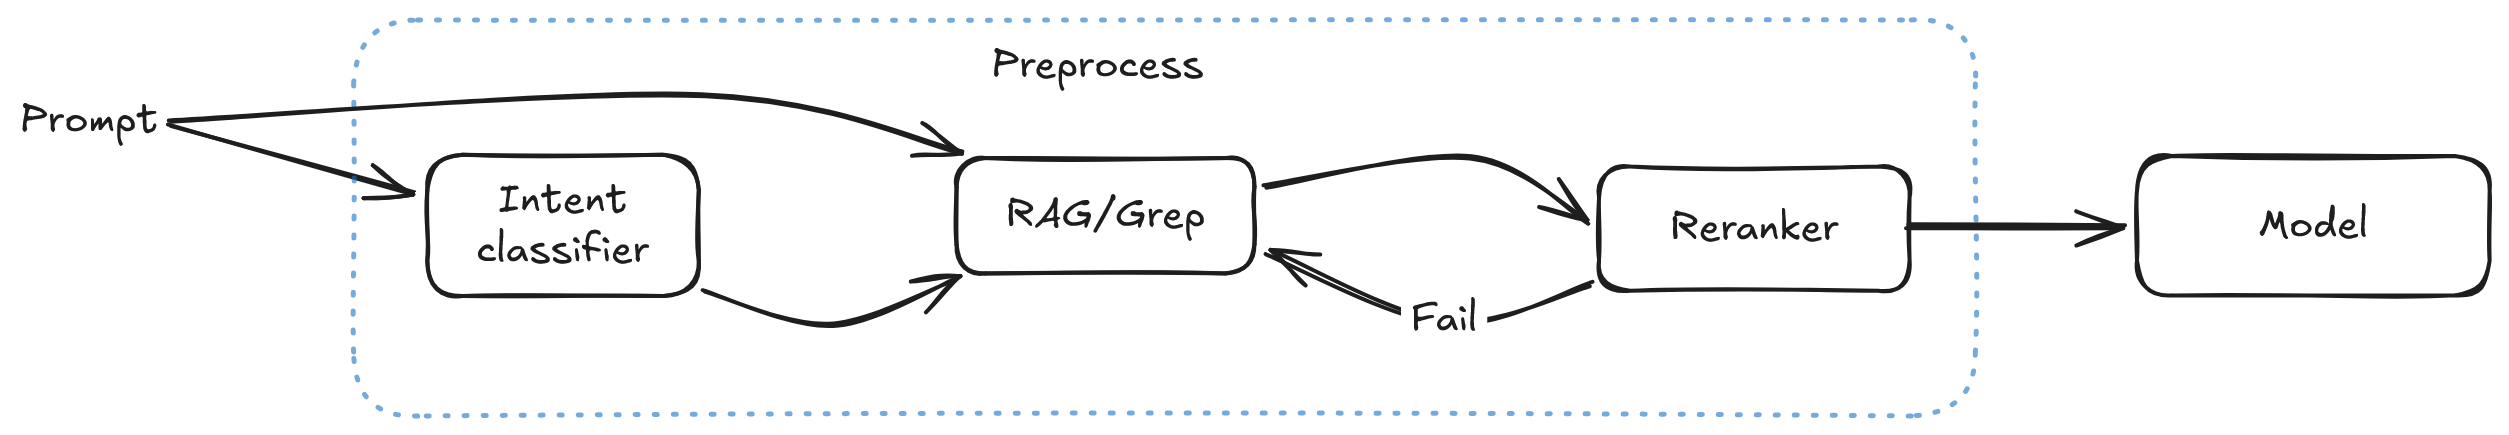 Preprocess
Prompt
Intent
classifier
RAG/Grep
Reranker
Model
Fail